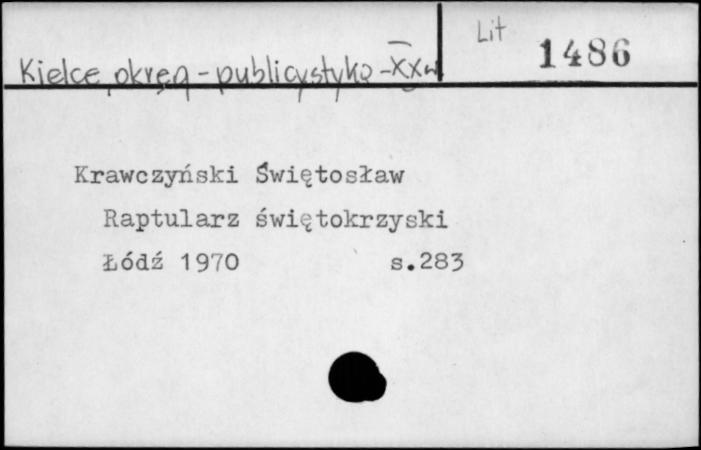 Kielce, okręg - publicystyka - XX w
Lit 1486
Krawczyński Świętosław
Raptularz świętokrzyski
Łódź 1970 s.283